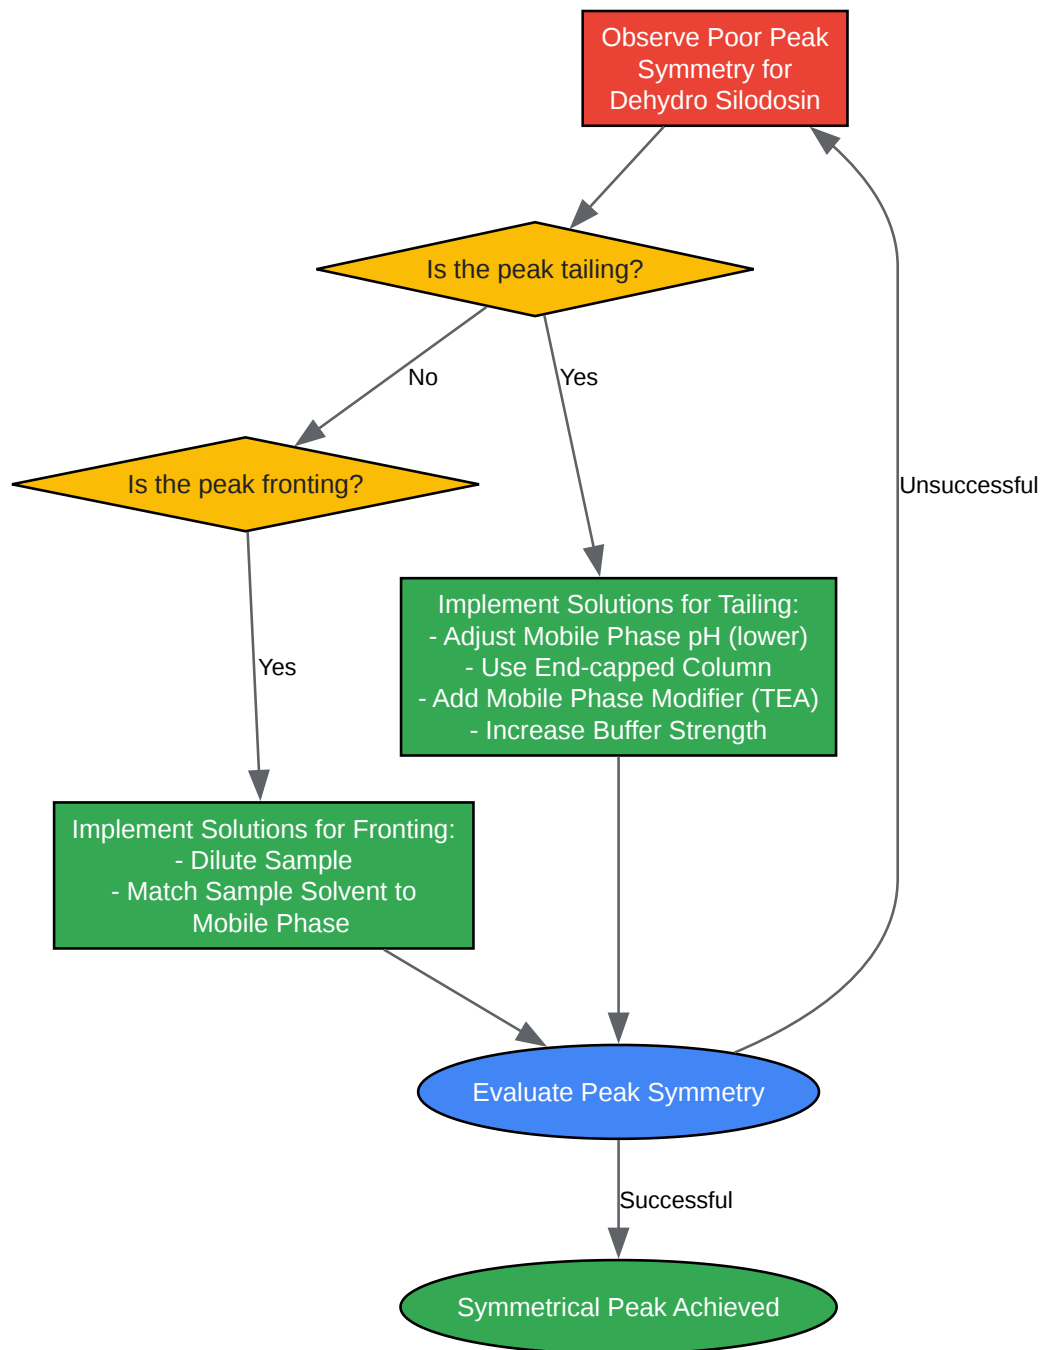 Observe Poor Peak
Symmetry for
Dehydro Silodosin
Is the peak tailing?
No
Yes
Is the peak fronting?
Unsuccessful
Implement Solutions for Tailing:
- Adjust Mobile Phase pH (lower)
- Use End-capped Column
- Add Mobile Phase Modifier (TEA)
- Increase Buffer Strength
Yes
Implement Solutions for Fronting:
- Dilute Sample
- Match Sample Solvent to
Mobile Phase
Evaluate Peak Symmetry
Successful
Symmetrical Peak Achieved